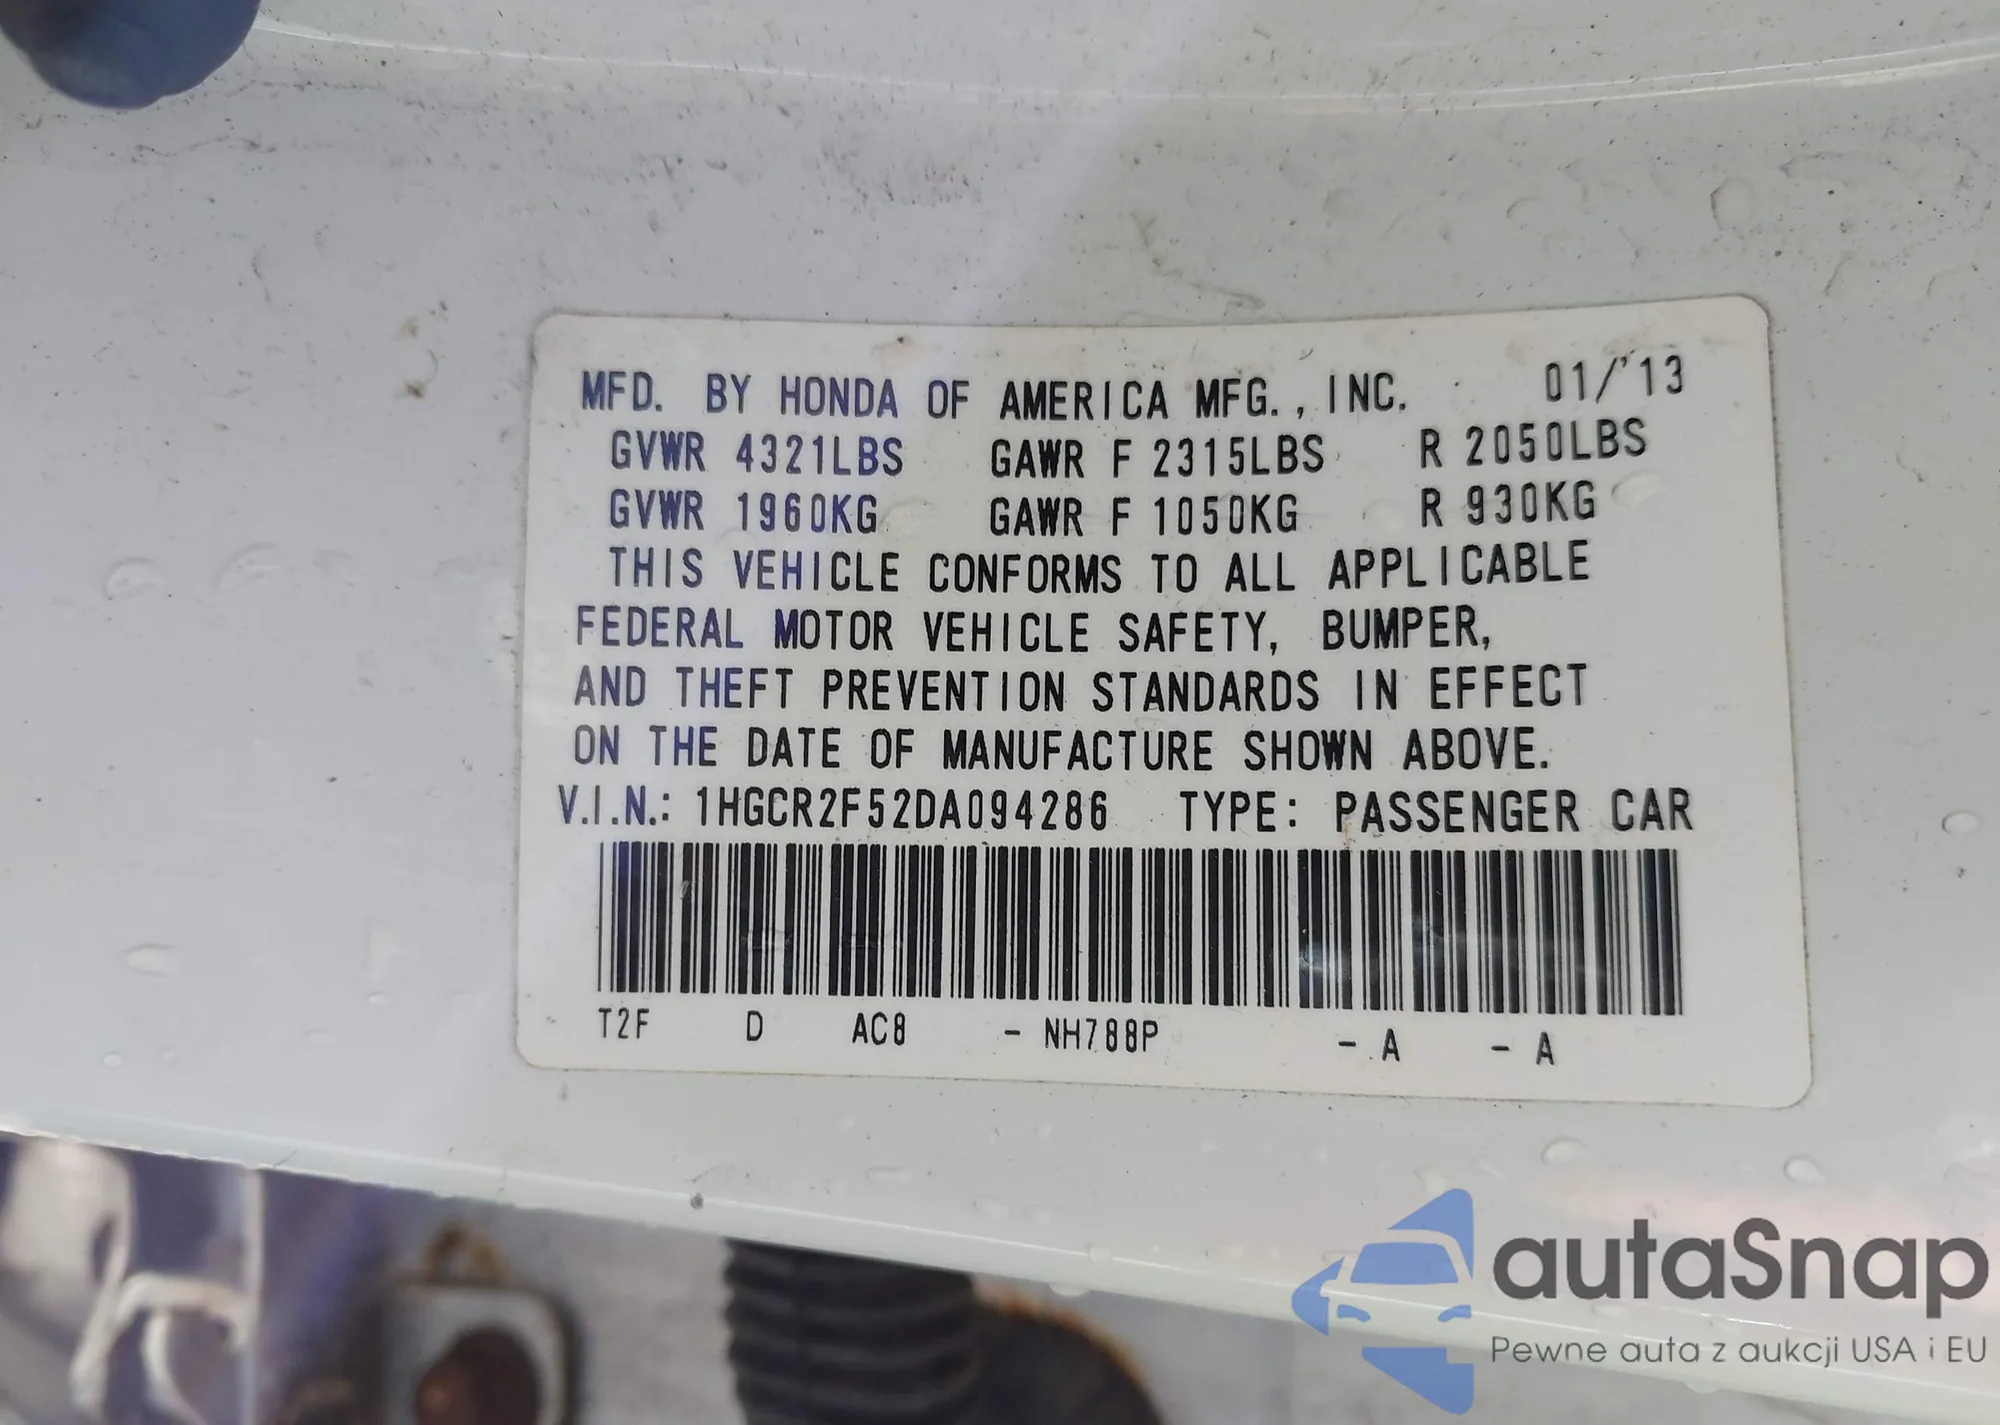 MFD. BY HONDA OF AMERICA MFG., INC. 01/'13
GVWR 4321LBS GAWR F 2315LBS R 2050LBS
GVWR 1960KG GAWR F 1050KG R 930KG
THIS VEHICLE CONFORMS TO ALL APPLICABLE
FEDERAL MOTOR VEHICLE SAFETY, BUMPER,
AND THEFT PREVENTION STANDARDS IN EFFECT
ON THE DATE OF MANUFACTURE SHOWN ABOVE.
V.I.N.: 1HGCR2F52DA094286 TYPE: PASSENGER CAR
T2F D AC8 - NH788P - A - A
autaSnap
Pewne auta z aukcji USA i EU